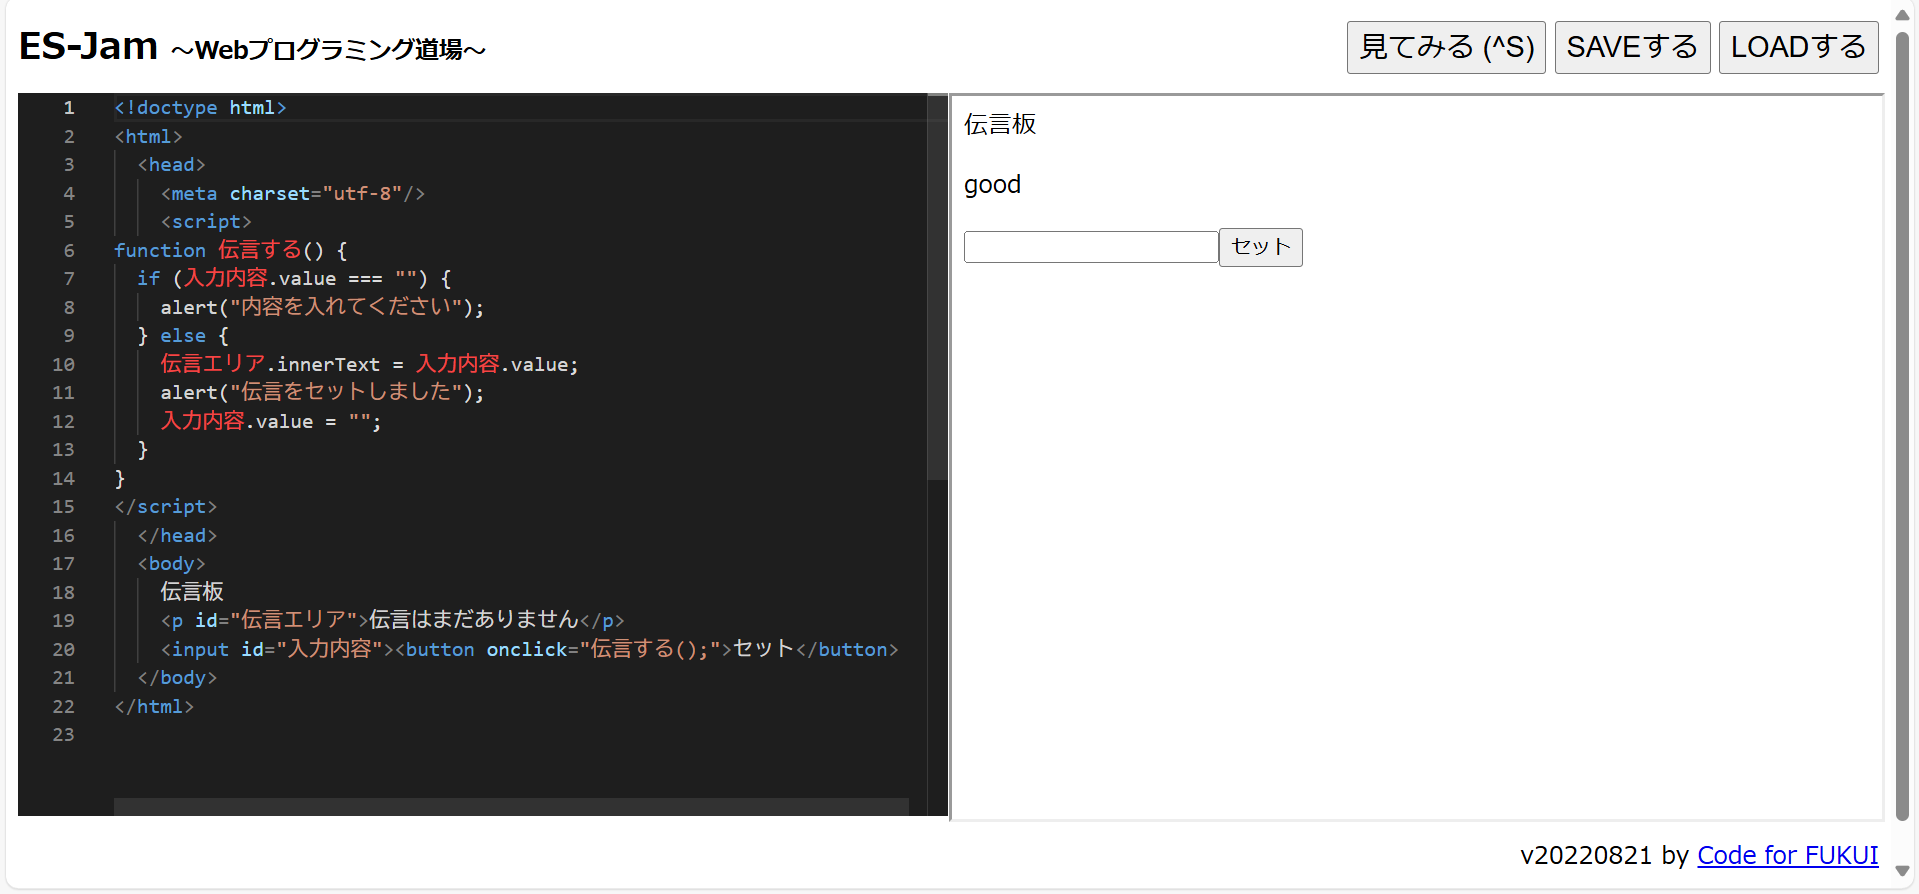 ES-Jam ～Webプログラミング道場～
見てみる (^S) SAVEする LOADする
1 <!doctype html>
2 <html>
3 <head>
4 <meta charset="utf-8"/>
5 <script>
6 function 伝言する() {
7 if (入力内容.value === "") {
8 alert("内容を入れてください");
9 } else {
10 伝言エリア.innerText = 入力内容.value;
11 alert("伝言をセットしました");
12 入力内容.value = "";
13 }
14 }
15 </script>
16 </head>
17 <body>
18 伝言板
19 <p id="伝言エリア">伝言はまだありません</p>
20 <input id="入力内容"><button onclick="伝言する();">セット</button>
21 </body>
22 </html>
23
伝言板
good
セット
v20220821 by Code for FUKUI